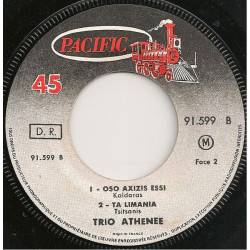 PACIFIC
45
D.R.
91.599 B
91.599 B
M
Face 2
1 - OSO AXIZIS ESSI
Kaldaras
2 - TA LIMANIA
Tsitsanis
TRIO ATHENEE